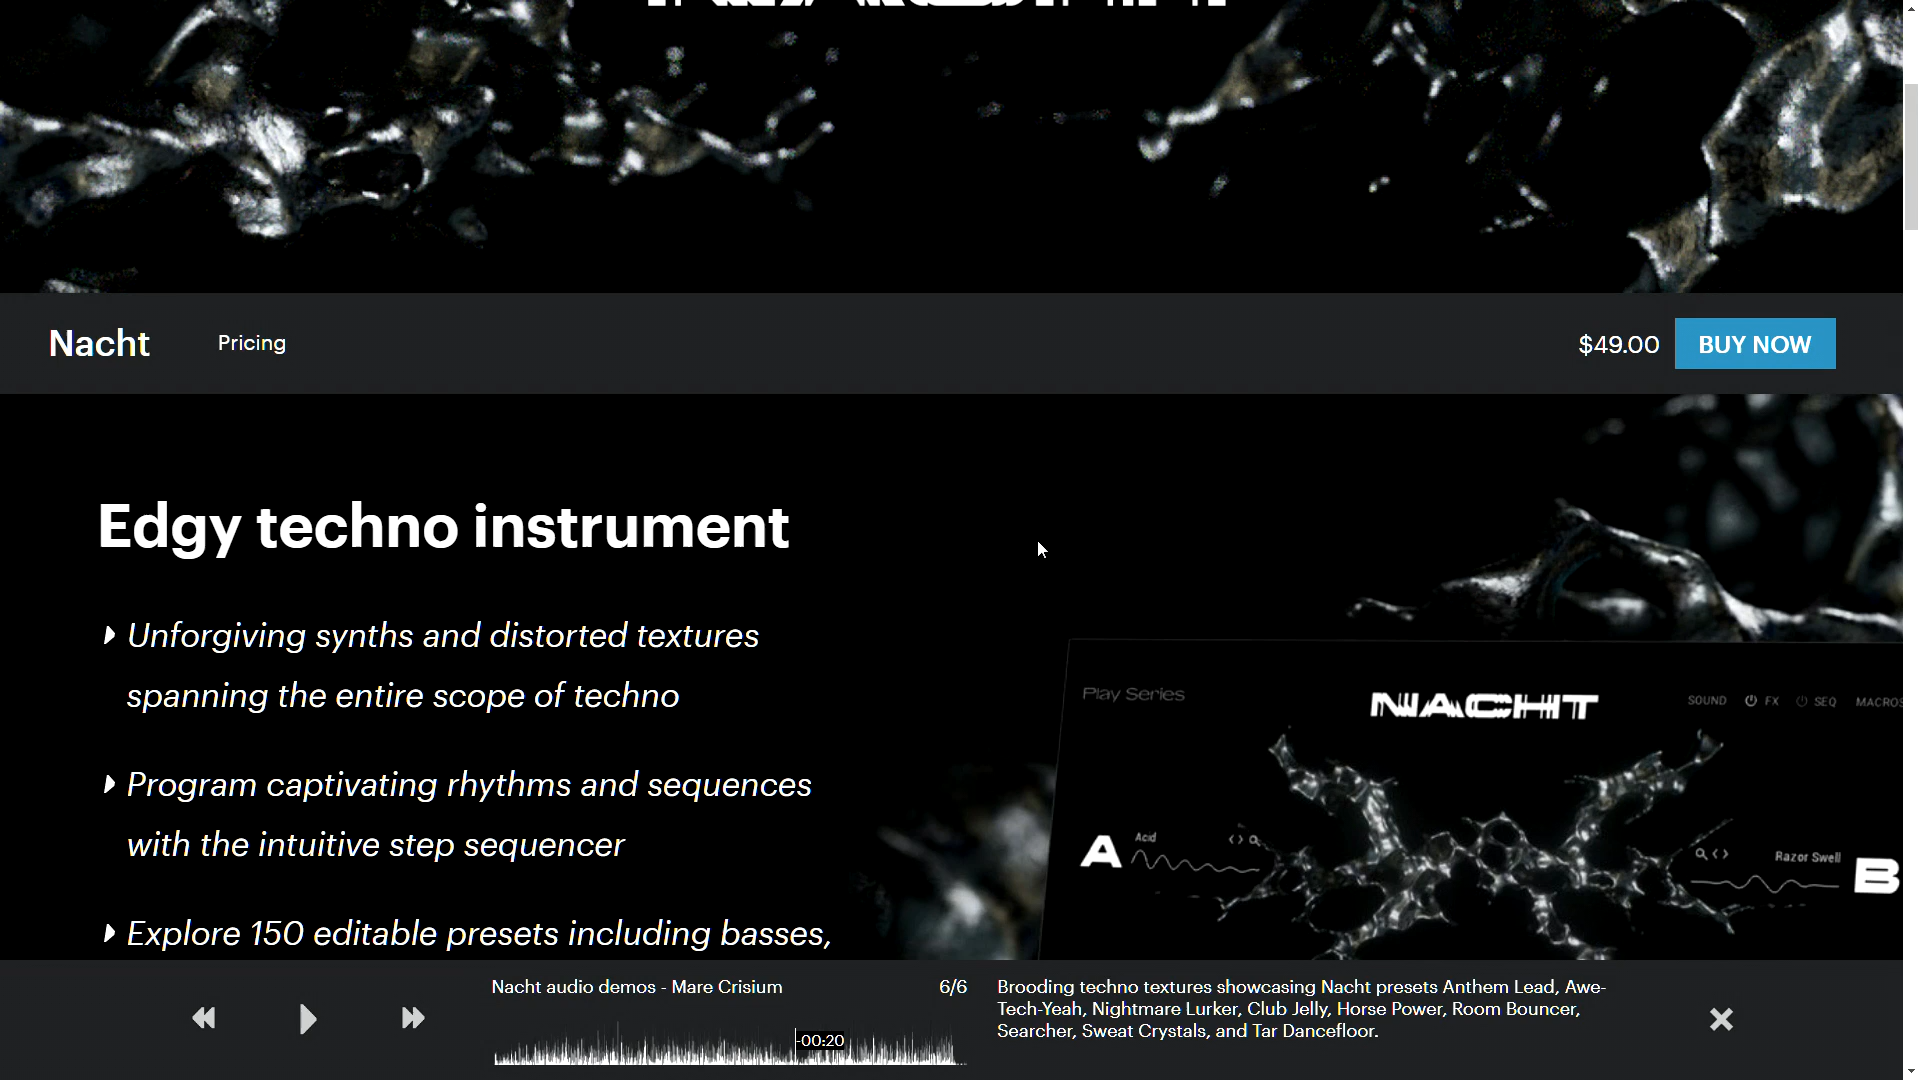 Nacht
Pricing
$49.00
BUY NOW
Edgy techno instrument
Unforgiving synths and distorted textures
spanning the entire scope of techno
Program captivating rhythms and sequences
with the intuitive step sequencer
Explore 150 editable presets including basses,
Play Series
NACHT
SOUND
FX
SEQ
MACROS
A
Acid
Razor Swell
B
Nacht audio demos - Mare Crisium
6/6
-00:20
Brooding techno textures showcasing Nacht presets Anthem Lead, Awe-
Tech-Yeah, Nightmare Lurker, Club Jelly, Horse Power, Room Bouncer,
Searcher, Sweat Crystals, and Tar Dancefloor.